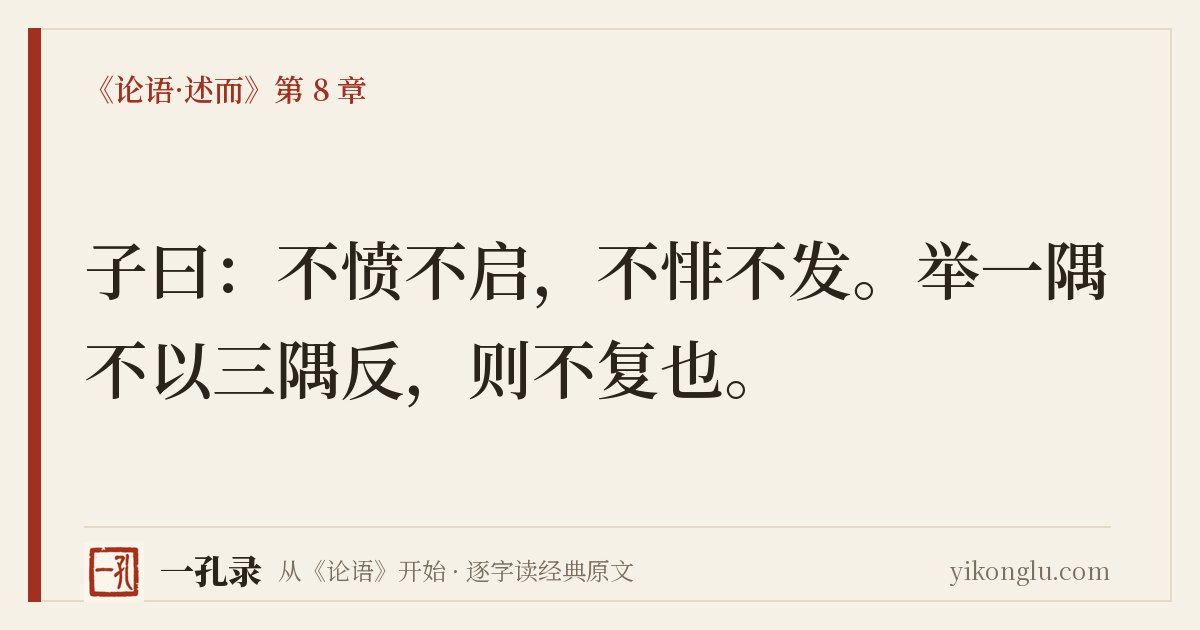 《论语·述而》第 8 章
子曰：不愤不启，不悱不发。举一隅
不以三隅反，则不复也。
一孔
一孔录 从《论语》开始 · 逐字读经典原文
yikonglu.com